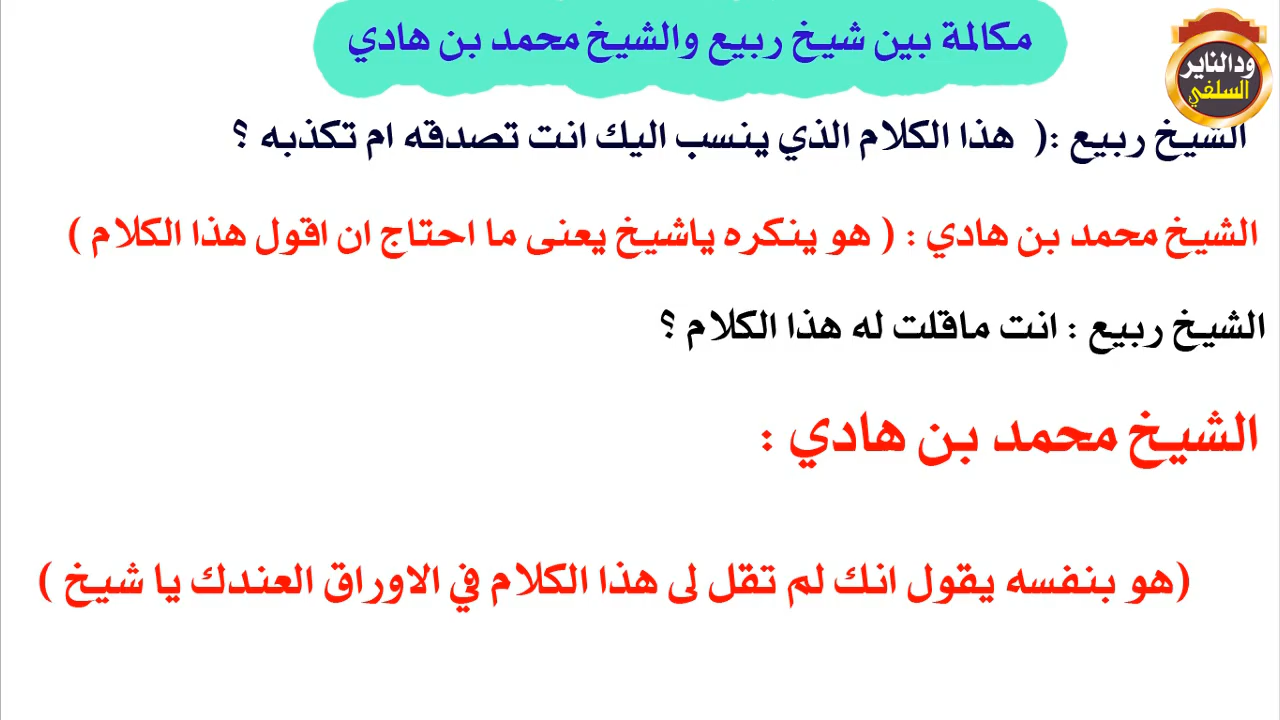 مكالمة بين شيخ ربيع والشيخ محمد بن هادي
ودالناير
السلفي
الشيخ ربيع :( هذا الكلام الذي ينسب اليك انت تصدقه ام تكذبه ؟
الشيخ محمد بن هادي : ( هو ينكره ياشيخ يعنى ما احتاج ان اقول هذا الكلام )
الشيخ ربيع : انت ماقلت له هذا الكلام ؟
الشيخ محمد بن هادي :
(هو بنفسه يقول انك لم تقل لى هذا الكلام في الاوراق العندك يا شيخ )